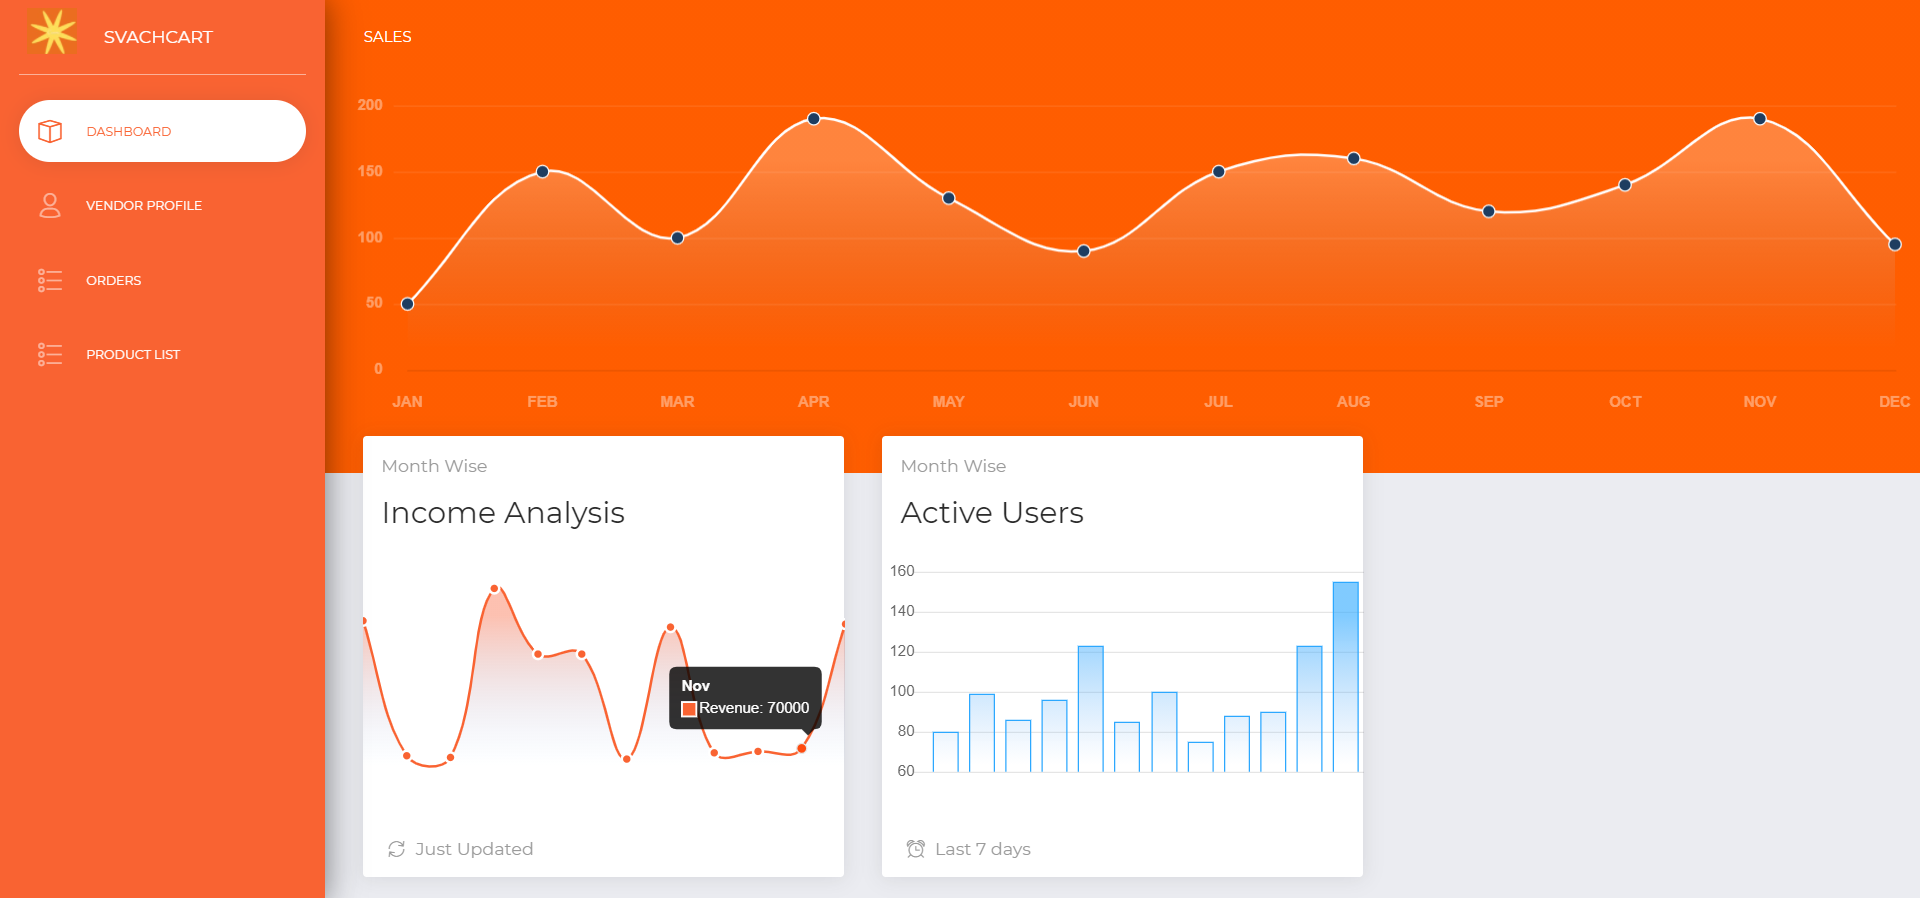 SVACHCART
DASHBOARD
VENDOR PROFILE
ORDERS
PRODUCT LIST
SALES
200
150
100
50
0
JAN FEB MAR APR MAY JUN JUL AUG SEP OCT NOV DEC
Month Wise
Income Analysis
Nov
Revenue: 70000
Just Updated
Month Wise
Active Users
160
140
120
100
80
60
Last 7 days